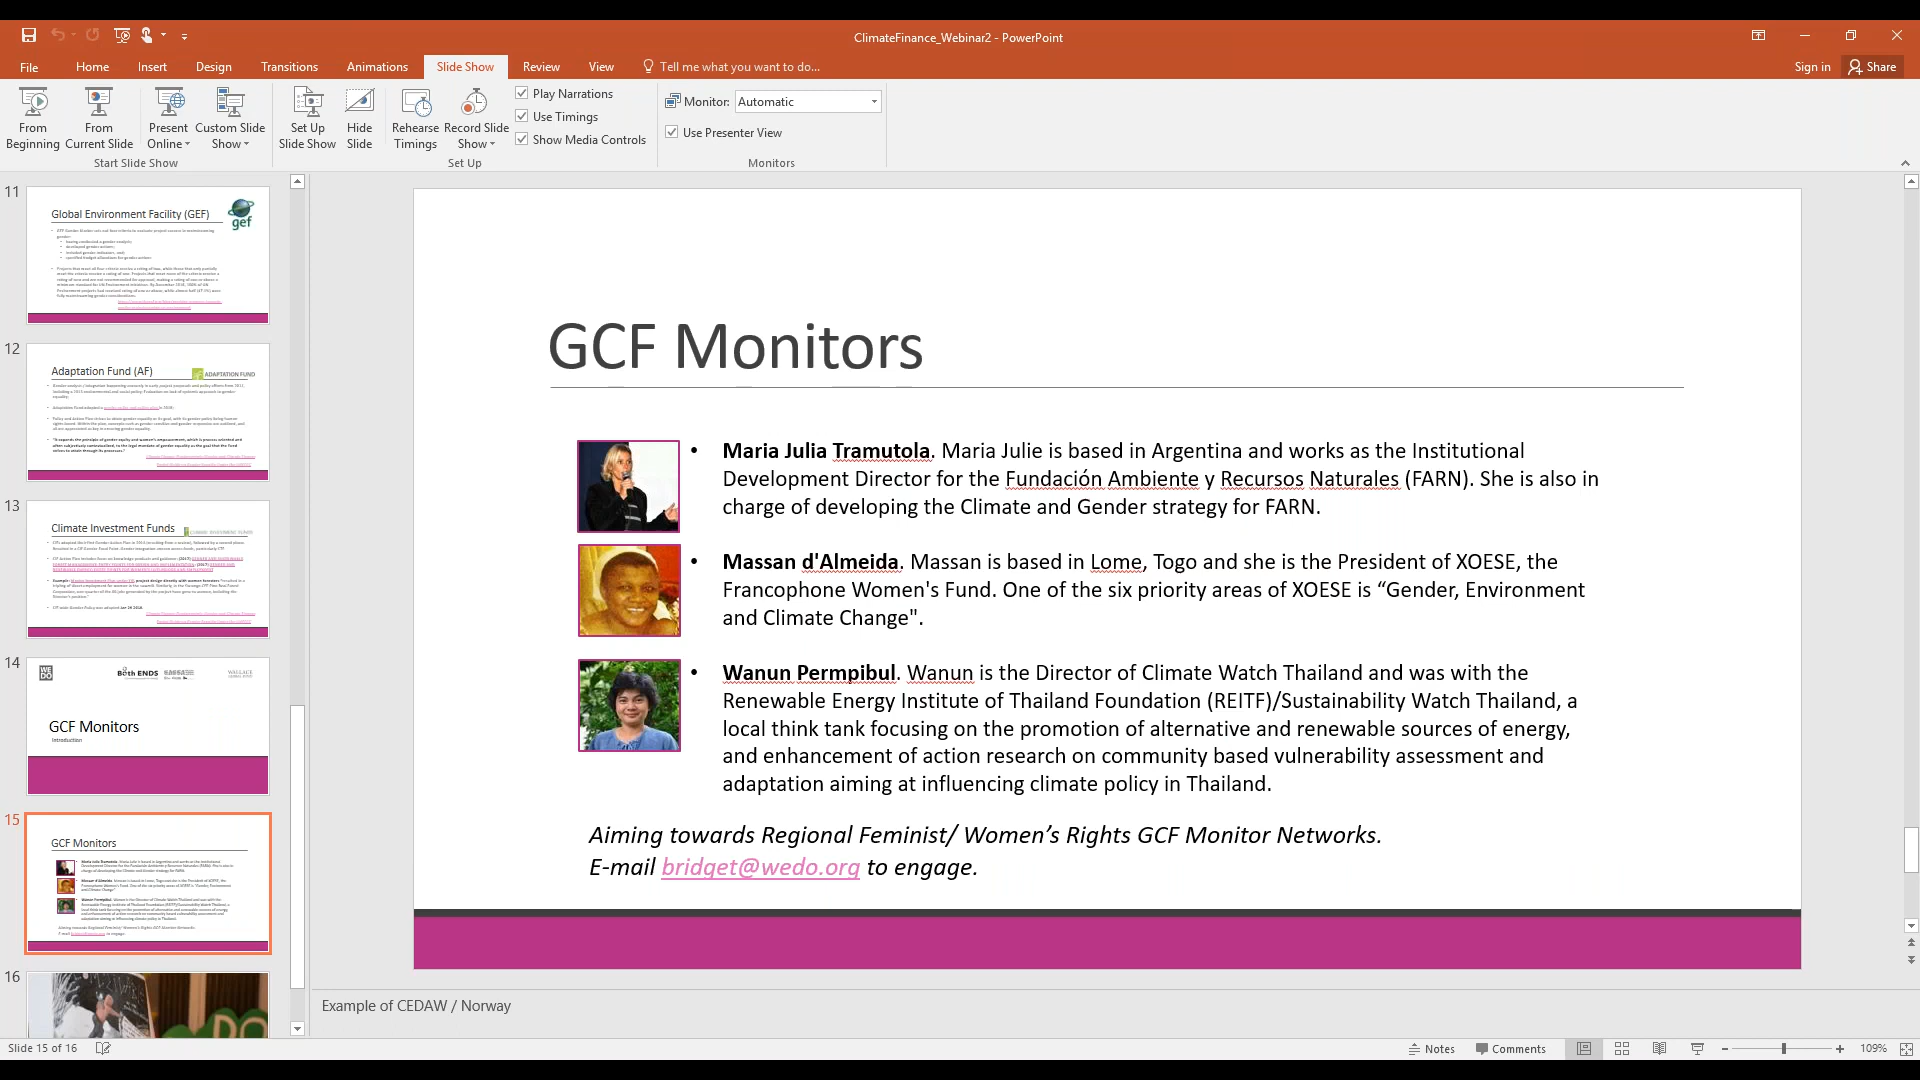 ClimateFinance_Webinar2 - PowerPoint
File Home Insert Design Transitions Animations Slide Show Review View Tell me what you want to do... Sign in Share
From Beginning
From Current Slide
Present Online
Custom Slide Show
Start Slide Show
Set Up Slide Show
Hide Slide
Rehearse Timings
Record Slide Show
Play Narrations
Use Timings
Show Media Controls
Set Up
Monitor: Automatic
Use Presenter View
Monitors
11
Global Environment Facility (GEF)
gef
12
Adaptation Fund (AF)
ADAPTATION FUND
13
Climate Investment Funds
14
WE DO
Both ENDS
GCF Monitors
Introduction
15
GCF Monitors
16
GCF Monitors
• Maria Julia Tramutola. Maria Julie is based in Argentina and works as the Institutional
Development Director for the Fundación Ambiente y Recursos Naturales (FARN). She is also in
charge of developing the Climate and Gender strategy for FARN.
• Massan d'Almeida. Massan is based in Lome, Togo and she is the President of XOESE, the
Francophone Women's Fund. One of the six priority areas of XOESE is “Gender, Environment
and Climate Change".
• Wanun Permpibul. Wanun is the Director of Climate Watch Thailand and was with the
Renewable Energy Institute of Thailand Foundation (REITF)/Sustainability Watch Thailand, a
local think tank focusing on the promotion of alternative and renewable sources of energy,
and enhancement of action research on community based vulnerability assessment and
adaptation aiming at influencing climate policy in Thailand.
Aiming towards Regional Feminist/ Women’s Rights GCF Monitor Networks.
E-mail bridget@wedo.org to engage.
Example of CEDAW / Norway
Slide 15 of 16
Notes Comments 109%